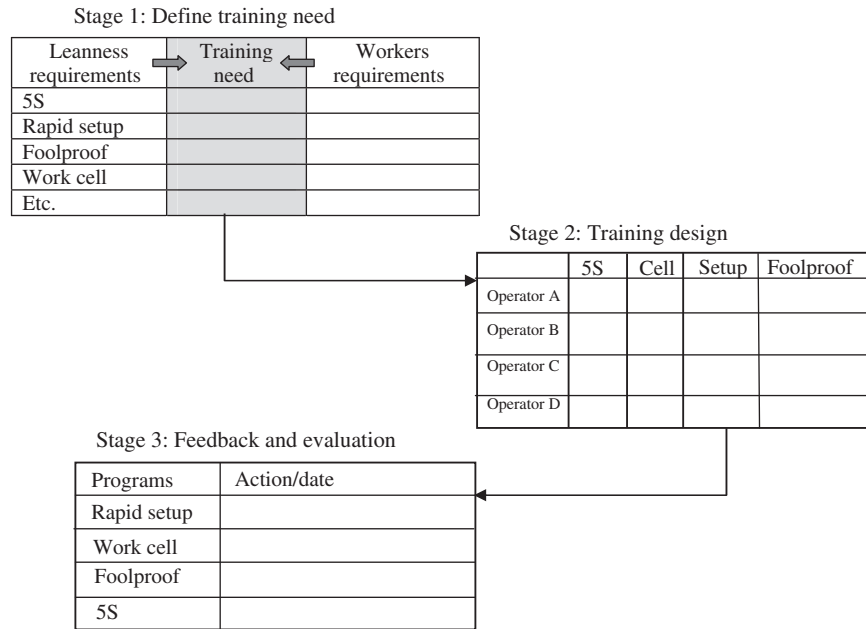 Stage 1: Define training need
Leanness requirements
Training need
Workers requirements
5S
Rapid setup
Foolproof
Work cell
Etc.
Stage 2: Training design
5S Cell Setup Foolproof
Operator A
Operator B
Operator C
Operator D
Stage 3: Feedback and evaluation
Programs Action/date
Rapid setup
Work cell
Foolproof
5S